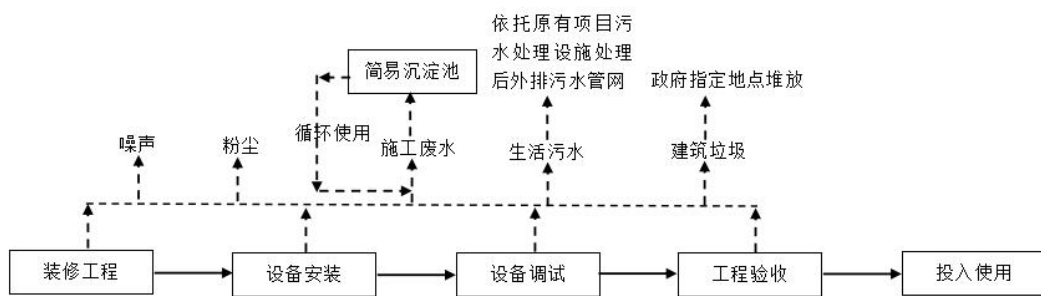 依托原有项目污
水处理设施处理
后外排污水管网
简易沉淀池
政府指定地点堆放
循环使用
噪声
粉尘
施工废水
生活污水
建筑垃圾
装修工程
设备安装
设备调试
工程验收
投入使用